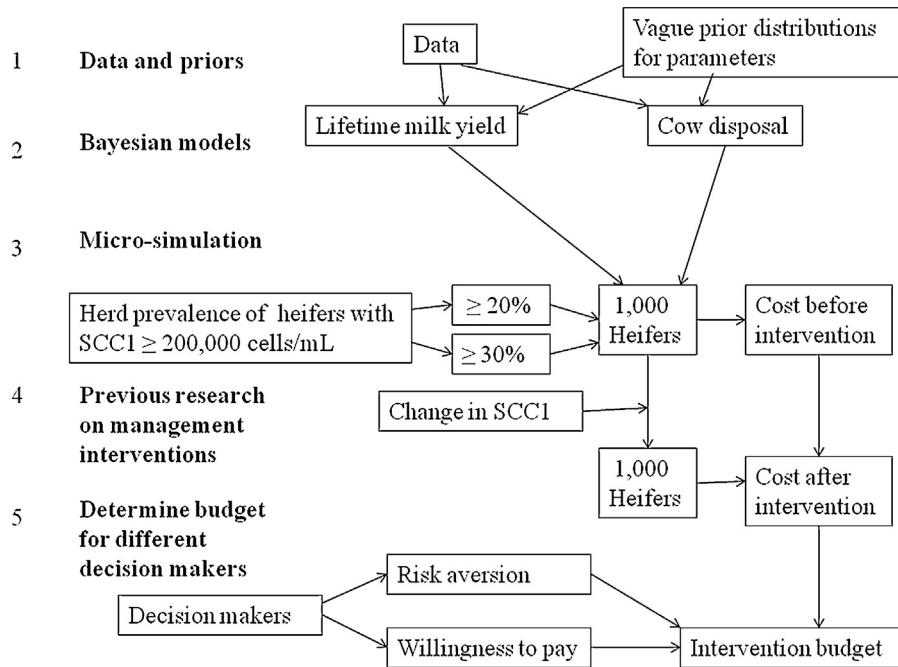 1
Data and priors
Data
Vague prior distributions
for parameters
2
Bayesian models
Lifetime milk yield
Cow disposal
3
Micro-simulation
Herd prevalence of heifers with
SCC1 ≥ 200,000 cells/mL
≥ 20%
≥ 30%
1,000
Heifers
Cost before
intervention
4
Previous research
on management
interventions
Change in SCC1
1,000
Heifers
Cost after
intervention
5
Determine budget
for different
decision makers
Decision makers
Risk aversion
Willingness to pay
Intervention budget